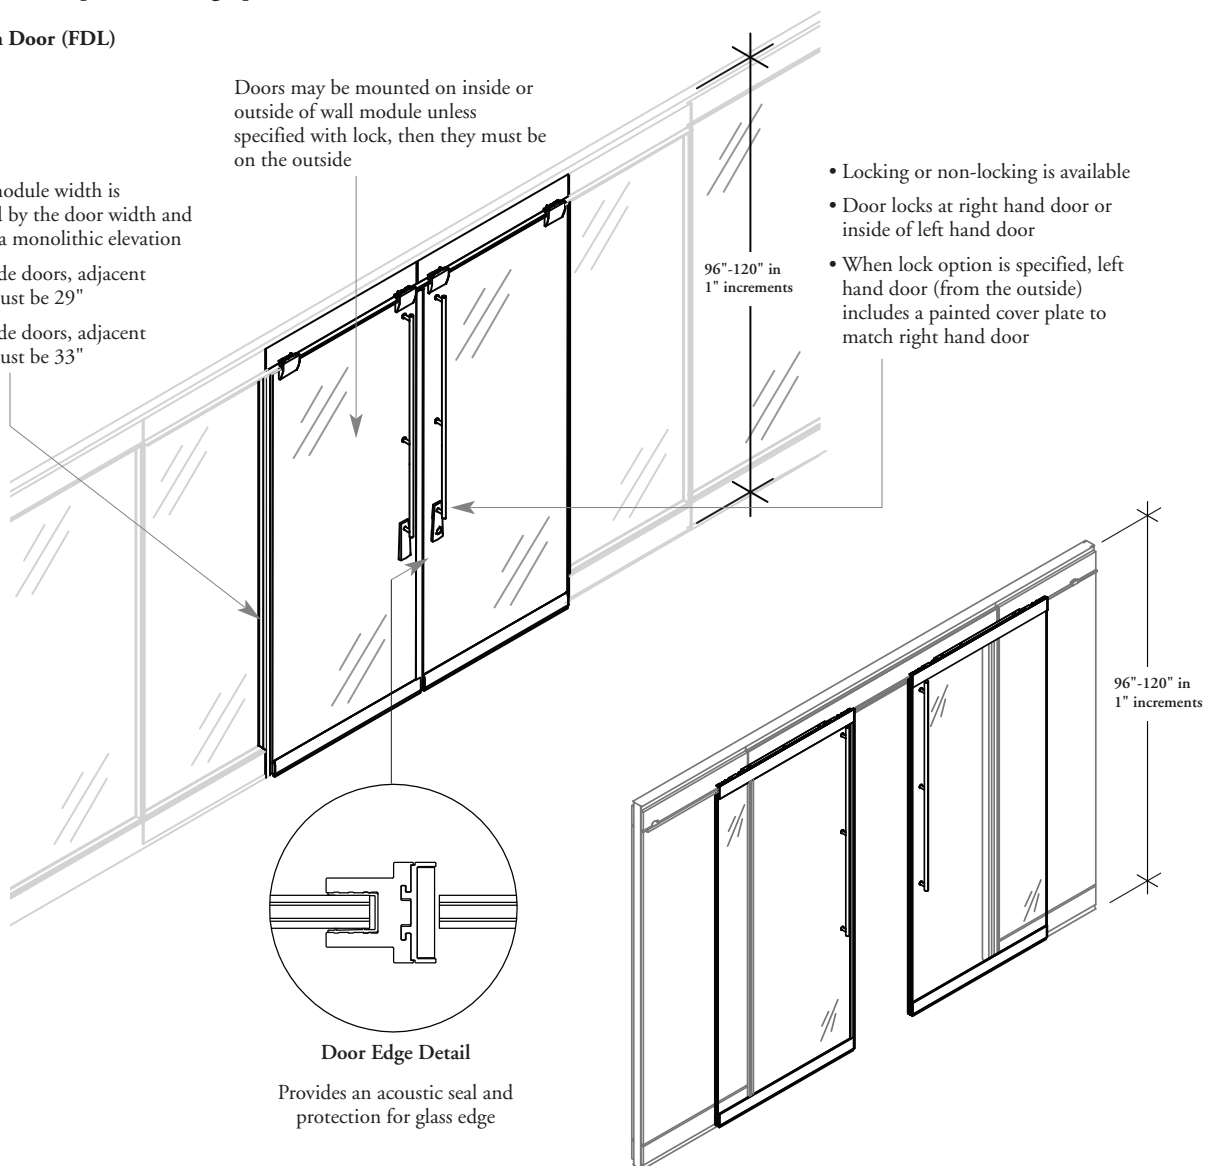 Door (FDL)
Doors may be mounted on inside or
outside of wall module unless
specified with lock, then they must be
on the outside
module width is
by the door width and
a monolithic elevation
doors, adjacent
must be 29"
doors, adjacent
must be 33"
• Locking or non-locking is available
• Door locks at right hand door or
inside of left hand door
• When lock option is specified, left
hand door (from the outside)
includes a painted cover plate to
match right hand door
96"-120" in
1" increments
96"-120" in
1" increments
Door Edge Detail
Provides an acoustic seal and
protection for glass edge